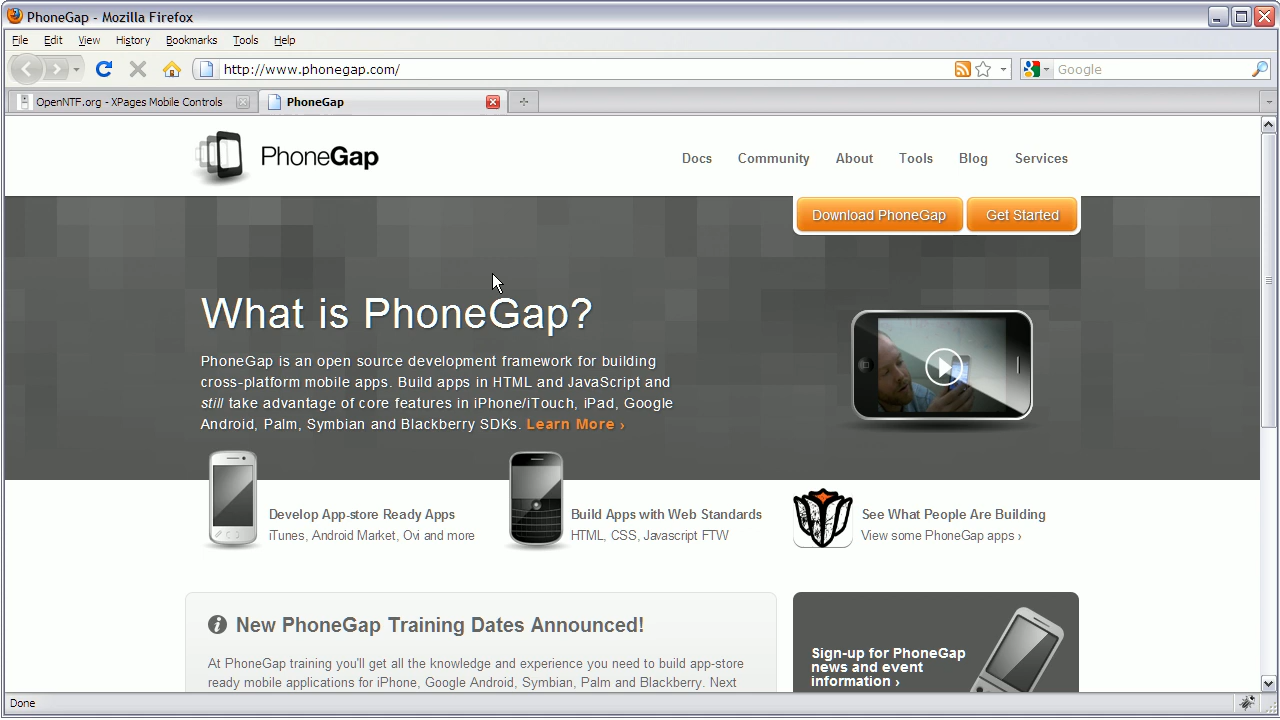 PhoneGap - Mozilla Firefox
File Edit View History Bookmarks Tools Help
http://www.phonegap.com/
Google
OpenNTF.org - XPages Mobile Controls
PhoneGap
PhoneGap
Docs Community About Tools Blog Services
Download PhoneGap Get Started
What is PhoneGap?
PhoneGap is an open source development framework for building
cross-platform mobile apps. Build apps in HTML and JavaScript and
still take advantage of core features in iPhone/iTouch, iPad, Google
Android, Palm, Symbian and Blackberry SDKs. Learn More ›
Develop App-store Ready Apps
iTunes, Android Market, Ovi and more
Build Apps with Web Standards
HTML, CSS, Javascript FTW
See What People Are Building
View some PhoneGap apps ›
New PhoneGap Training Dates Announced!
At PhoneGap training you'll get all the knowledge and experience you need to build app-store
ready mobile applications for iPhone, Google Android, Symbian, Palm and Blackberry. Next
Sign-up for PhoneGap
news and event
information ›
Done